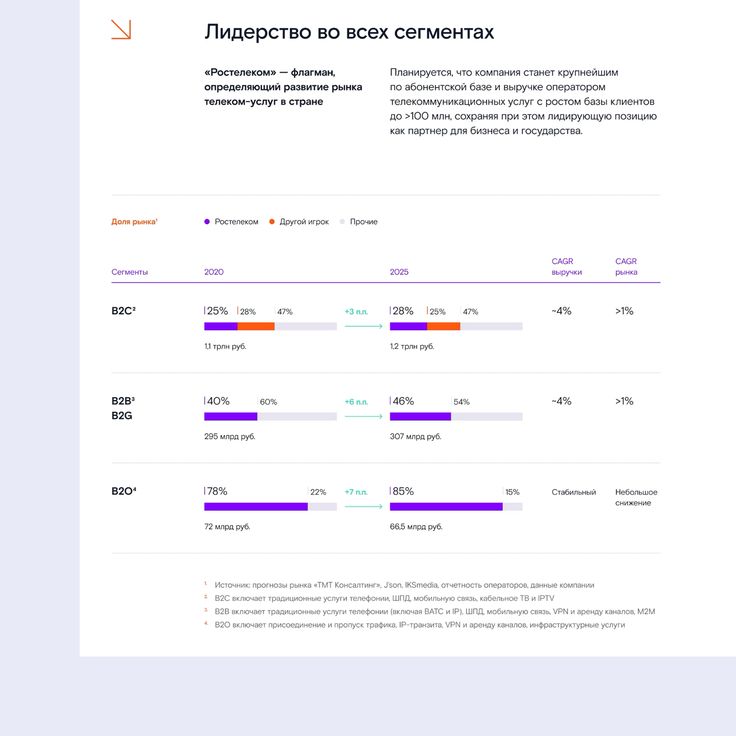 Лидерство во всех сегментах
«Ростелеком» — флагман,
определяющий развитие рынка
телеком-услуг в стране
Планируется, что компания станет крупнейшим
по абонентской базе и выручке оператором
телекоммуникационных услуг с ростом базы клиентов
до >100 млн, сохраняя при этом лидирующую позицию
как партнер для бизнеса и государства.
Доля рынка¹ Ростелеком Другой игрок Прочие
Сегменты 2020 2025 CAGR выручки CAGR рынка
B2C² 25% 28% 47% +3 п.п. 28% 25% 47% ~4% >1%
1,1 трлн руб. 1,2 трлн руб.
B2B³ 40% 60% +6 п.п. 46% 54% ~4% >1%
B2G
295 млрд руб. 307 млрд руб.
B2O⁴ 78% 22% +7 п.п. 85% 15% Стабильный Небольшое снижение
72 млрд руб. 66,5 млрд руб.
1. Источник: прогнозы рынка «ТМТ Консалтинг», J'son, IKSmedia, отчетность операторов, данные компании
2. B2C включает традиционные услуги телефонии, ШПД, мобильную связь, кабельное ТВ и IPTV
3. B2B включает традиционные услуги телефонии (включая ВАТС и IP), ШПД, мобильную связь, VPN и аренду каналов, M2M
4. B2O включает присоединение и пропуск трафика, IP-транзита, VPN и аренду каналов, инфраструктурные услуги